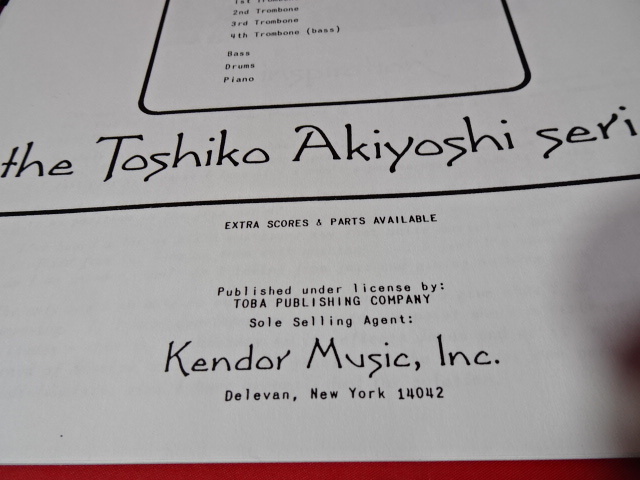 2nd Trombone
3rd Trombone
4th Trombone (bass)
Bass
Drums
Piano
the Toshiko Akiyoshi seri
EXTRA SCORES & PARTS AVAILABLE
Published under license by:
TOBA PUBLISHING COMPANY
Sole Selling Agent:
Kendor Music, Inc.
Delevan, New York 14042